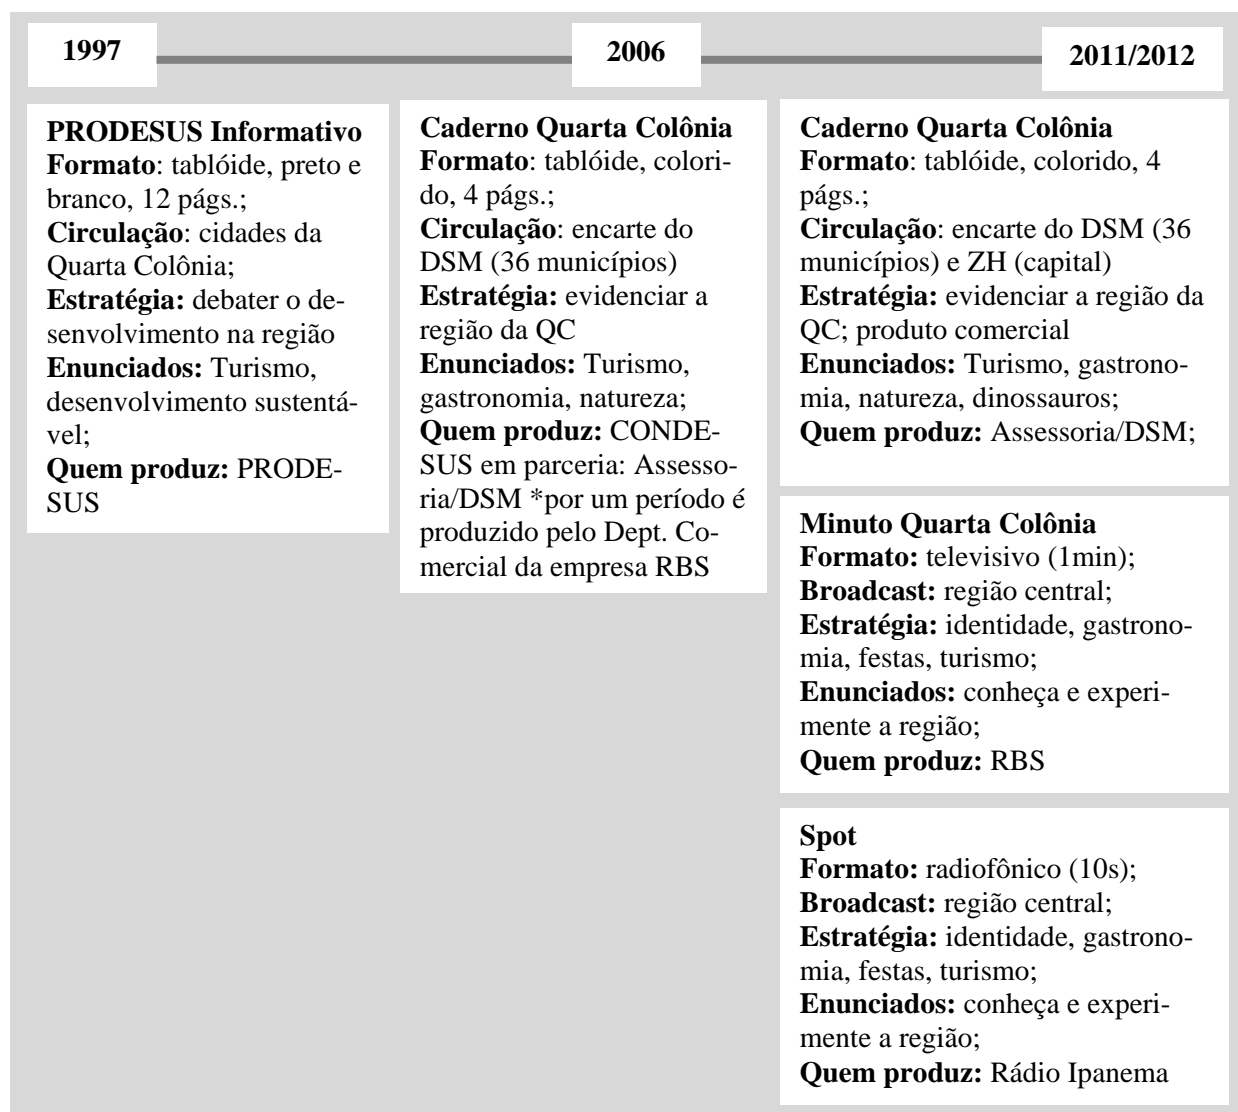 1997
2006
2011/2012
PRODESUS Informativo
Formato: tablóide, preto e
branco, 12 págs.;
Circulação: cidades da
Quarta Colônia;
Estratégia: debater o de-
senvolvimento na região
Enunciados: Turismo,
desenvolvimento sustentá-
vel;
Quem produz: PRODE-
SUS
Caderno Quarta Colônia
Formato: tablóide, colori-
do, 4 págs.;
Circulação: encarte do
DSM (36 municípios)
Estratégia: evidenciar a
região da QC
Enunciados: Turismo,
gastronomia, natureza;
Quem produz: CONDE-
SUS em parceria: Assesso-
ria/DSM *por um período é
produzido pelo Dept. Co-
mercial da empresa RBS
Caderno Quarta Colônia
Formato: tablóide, colorido, 4
págs.;
Circulação: encarte do DSM (36
municípios) e ZH (capital)
Estratégia: evidenciar a região da
QC; produto comercial
Enunciados: Turismo, gastrono-
mia, natureza, dinossauros;
Quem produz: Assessoria/DSM;
Minuto Quarta Colônia
Formato: televisivo (1min);
Broadcast: região central;
Estratégia: identidade, gastrono-
mia, festas, turismo;
Enunciados: conheça e experi-
mente a região;
Quem produz: RBS
Spot
Formato: radiofônico (10s);
Broadcast: região central;
Estratégia: identidade, gastrono-
mia, festas, turismo;
Enunciados: conheça e experi-
mente a região;
Quem produz: Rádio Ipanema